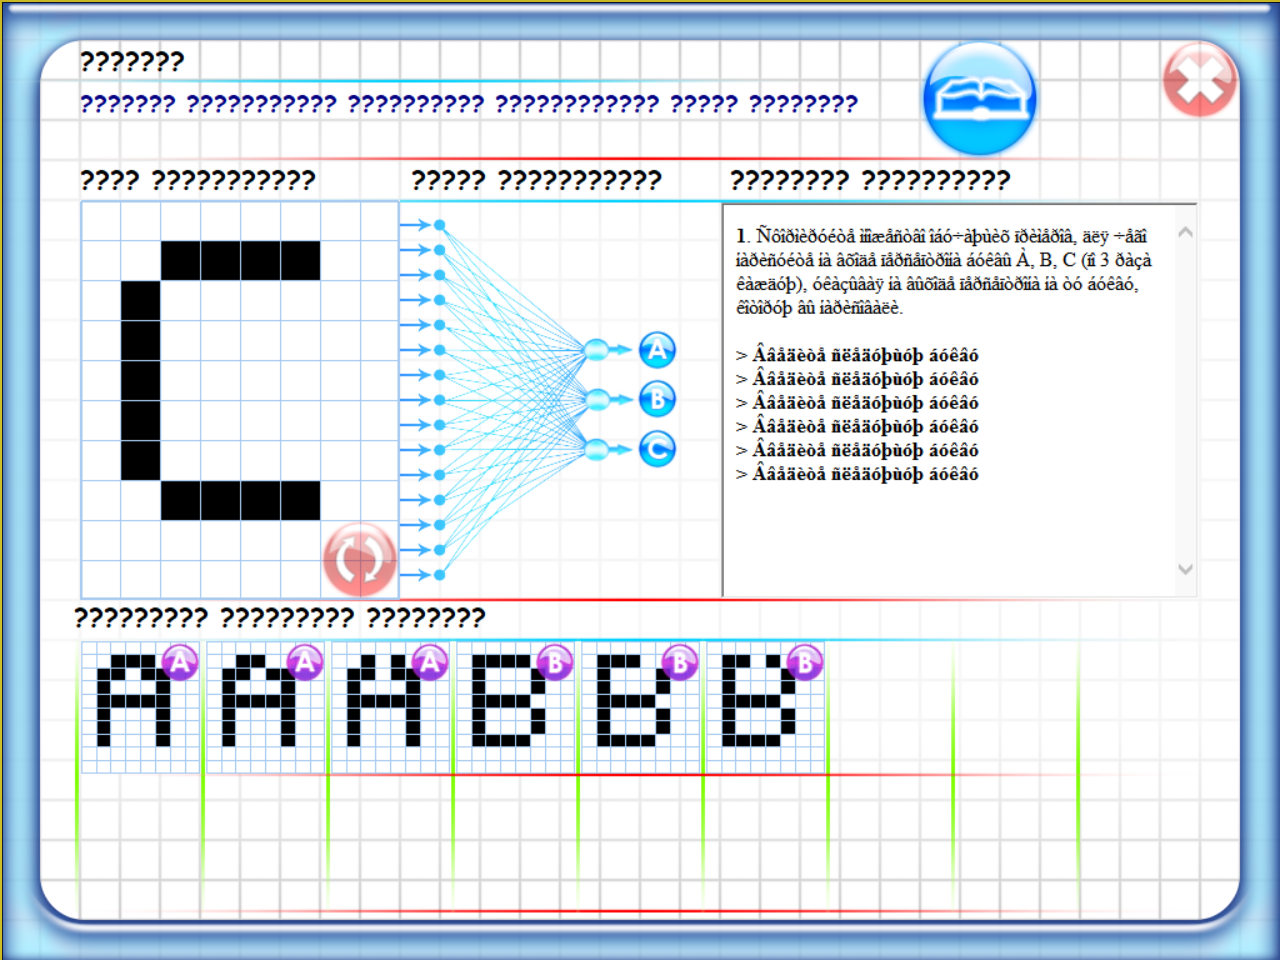 ???????
??????? ??????????? ?????????? ???????????? ????? ????????
???? ???????????
????? ???????????
???????? ??????????
1. Ñôîðìèðóéòå ìíîæåñòâî îáó÷àþùèõ ïðèìåðîâ, äëÿ ÷åãî
íàðèñóéòå íà âõîäå ïåðñåïòðîíà áóêâû À, B, C (ïî 3 ðàçà
êàæäóþ), óêàçûâàÿ íà âûõîäå ïåðñåïòðîíà íà òó áóêâó,
êîòîðóþ âû íàðèñîâàëè.
> Ââåäèòå ñëåäóþùóþ áóêâó
> Ââåäèòå ñëåäóþùóþ áóêâó
> Ââåäèòå ñëåäóþùóþ áóêâó
> Ââåäèòå ñëåäóþùóþ áóêâó
> Ââåäèòå ñëåäóþùóþ áóêâó
> Ââåäèòå ñëåäóþùóþ áóêâó
A
B
C
????????? ????????? ????????
A A A B B B